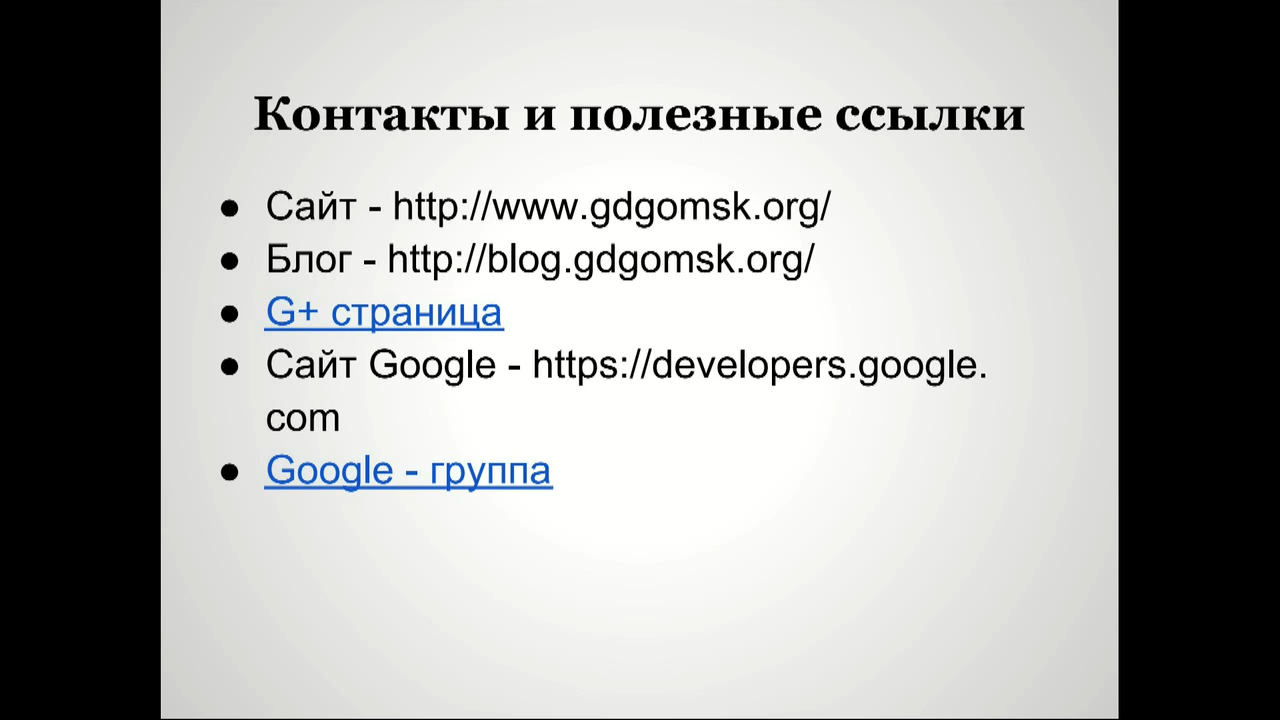 Контакты и полезные ссылки
● Сайт - http://www.gdgomsk.org/
● Блог - http://blog.gdgomsk.org/
● G+ страница
● Сайт Google - https://developers.google.
com
● Google - группа